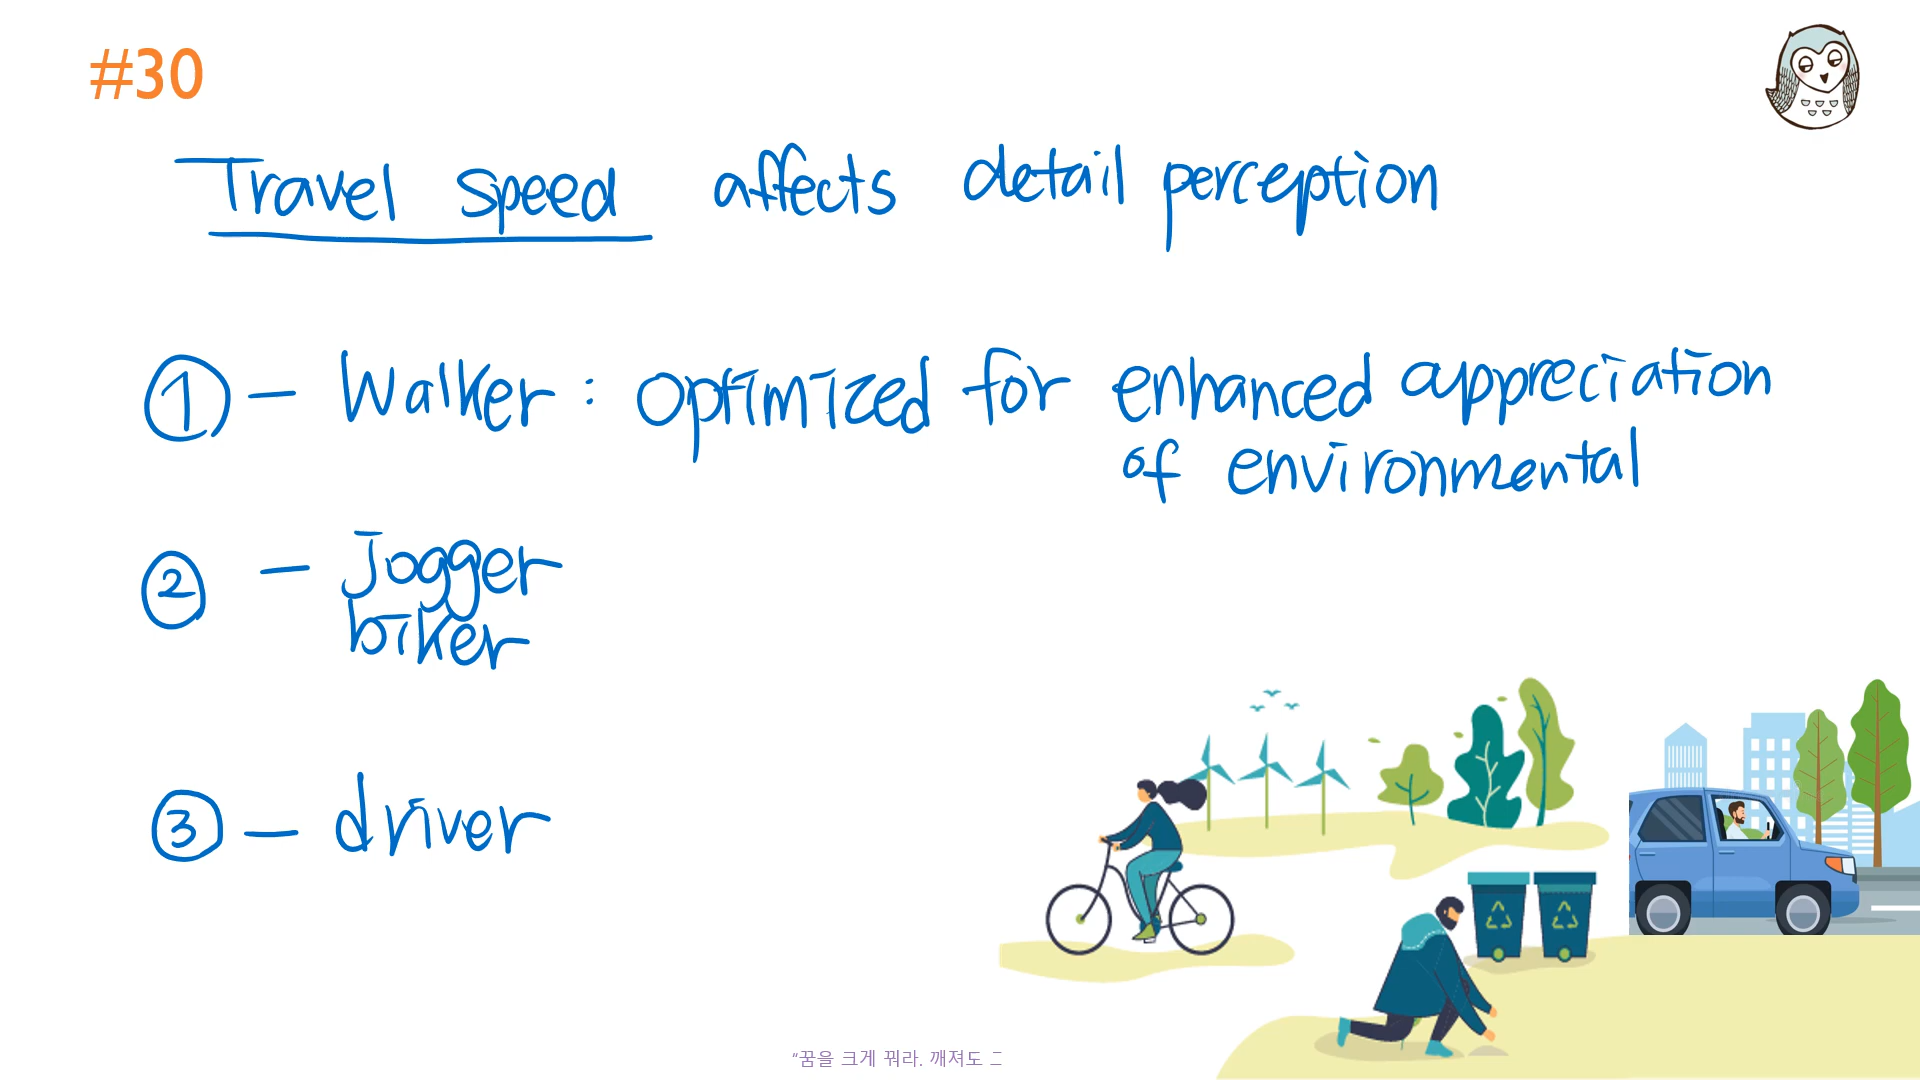 #30
Travel speed affects detail perception
① - Walker : optimized for enhanced appreciation
of environmental
② - Jogger
biker
③ - driver
“꿈을 크게 꿔라. 깨져도